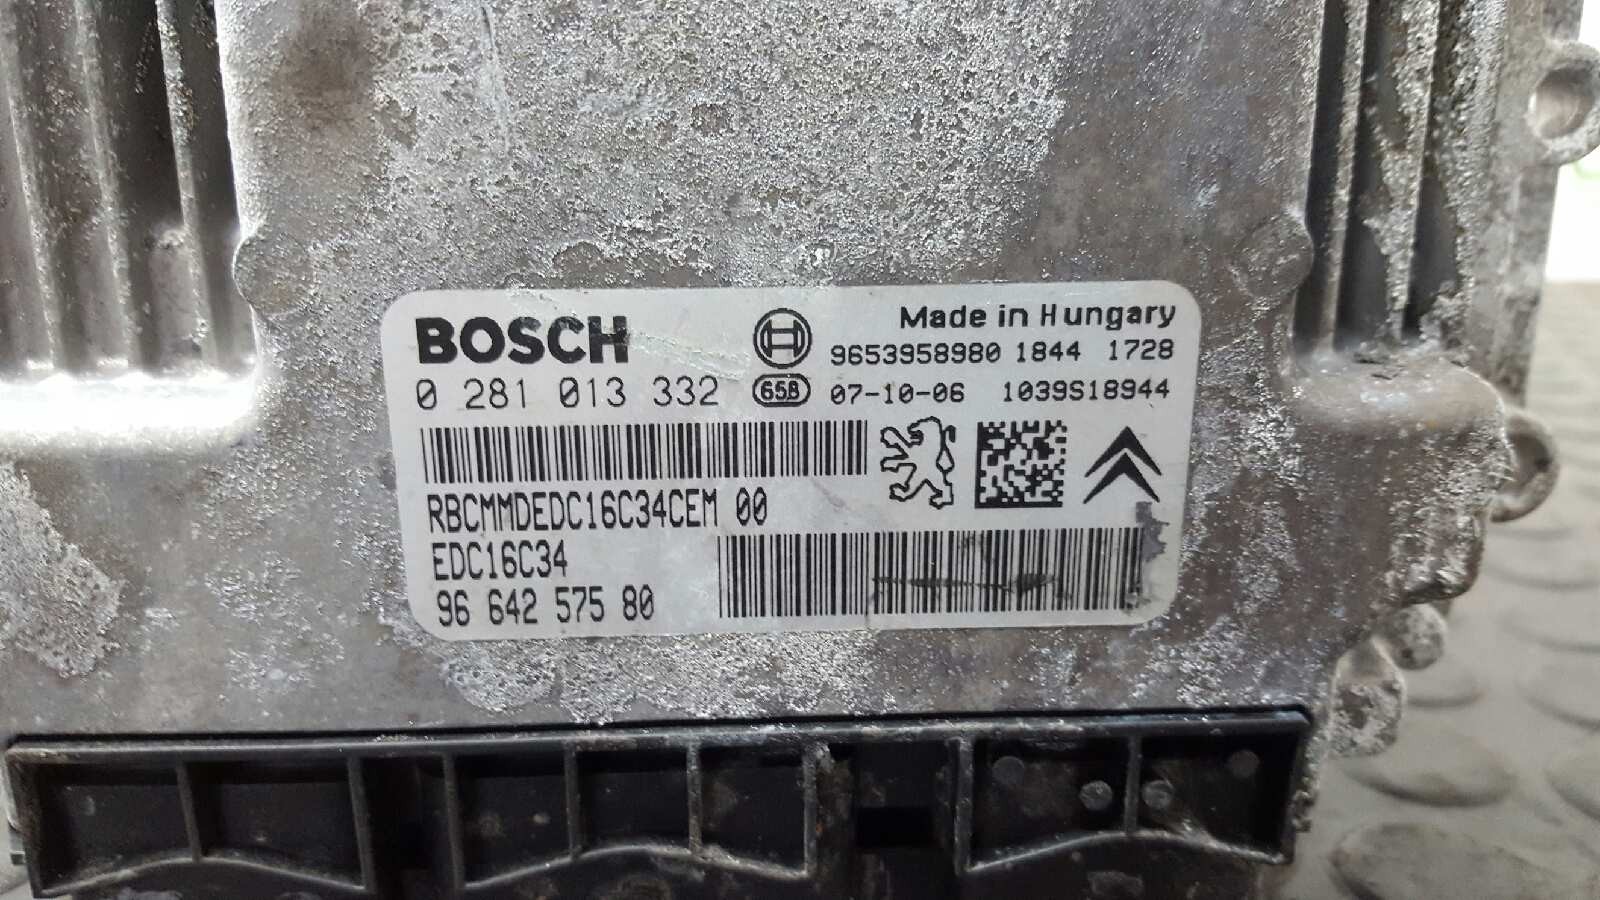 BOSCH
Made in Hungary
9653958980 1844 1728
0 281 013 332
65B 07-10-06 1039S18944
RBCMMDEDC16C34CEM 00
EDC16C34
96 642 575 80